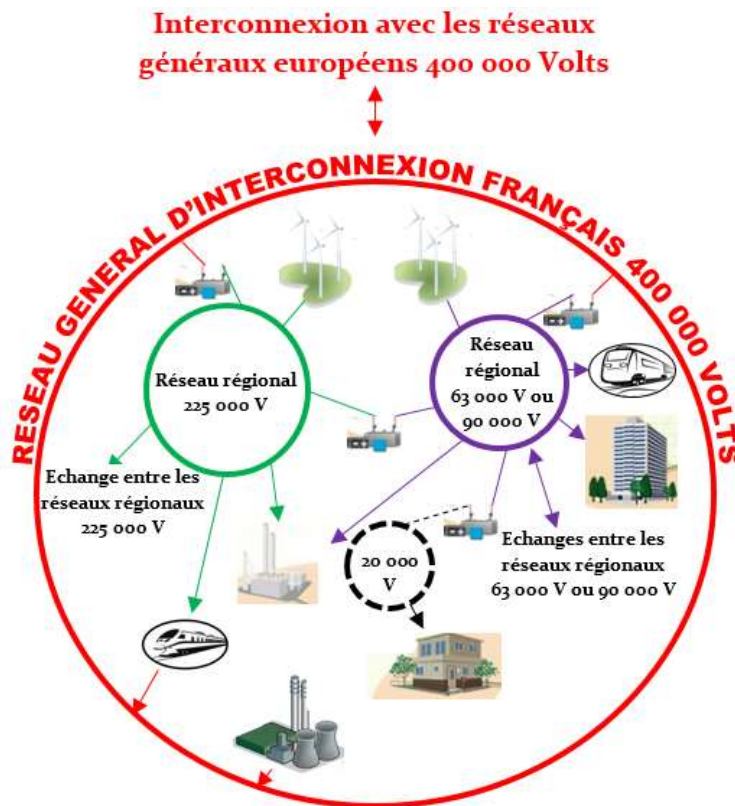 Interconnexion avec les réseaux
généraux européens 400 000 Volts
RESEAU GENERAL D'INTERCONNEXION FRANÇAIS 400 000 VOLTS
Réseau régional
225 000 V
Réseau
régional
63 000 V ou
90 000 V
Echange entre les
réseaux régionaux
225 000 V
20 000
V
Echanges entre les
réseaux régionaux
63 000 V ou 90 000 V